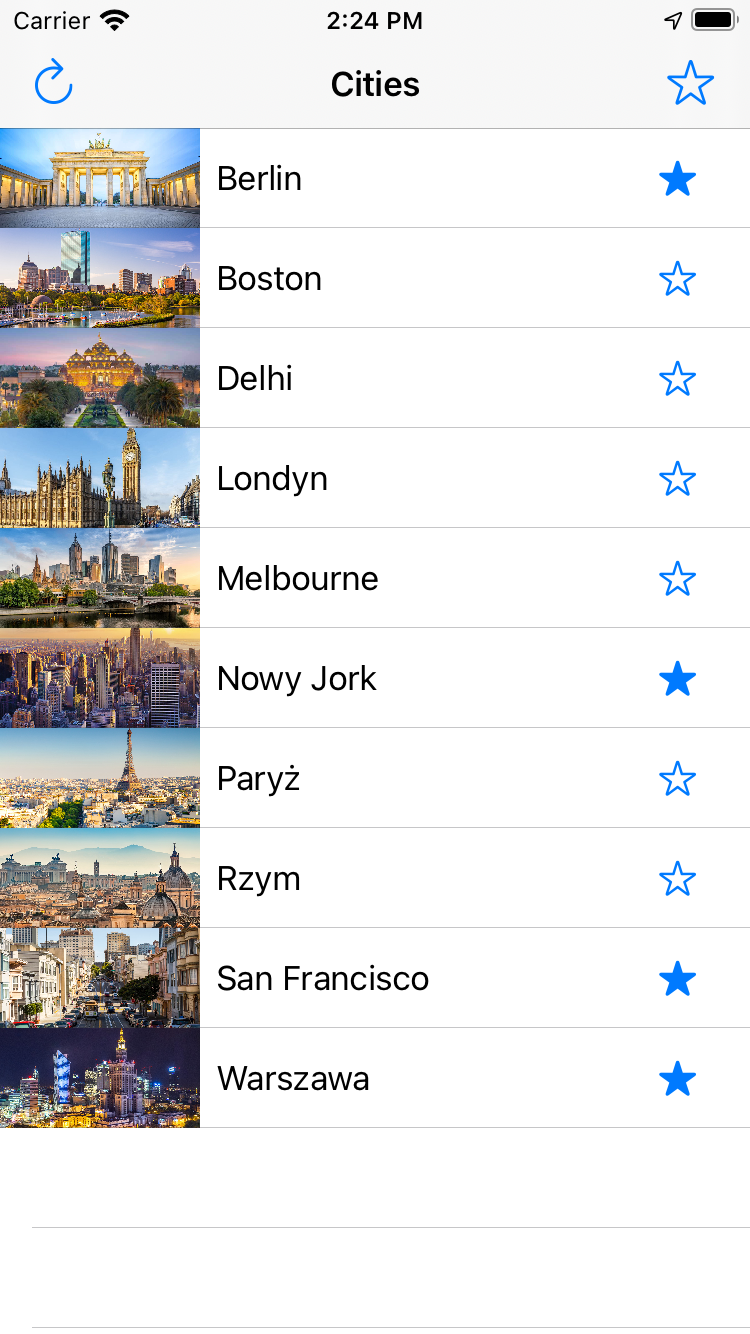 Carrier 2:24 PM
Cities
Berlin
Boston
Delhi
Londyn
Melbourne
Nowy Jork
Paryż
Rzym
San Francisco
Warszawa